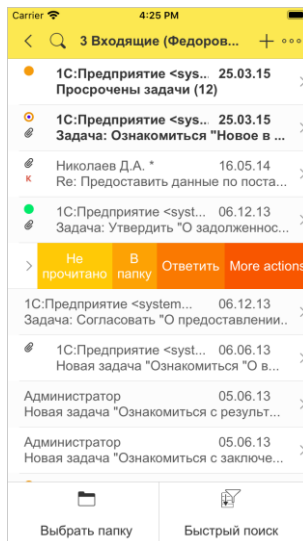 Carrier 4:25 PM
3 Входящие (Федоров...
1С:Предприятие <sys... 25.03.15
Просрочены задачи (12)
1С:Предприятие <sys... 25.03.15
Задача: Ознакомиться "Новое в ...
Николаев Д.А. * 16.05.14
К Re: Предоставить данные по поста...
1С:Предприятие <syst... 06.12.13
Задача: Утвердить "О задолженнос...
Не прочитано
В папку
Ответить
More actions
1С:Предприятие <system... 06.12.13
Задача: Согласовать "О предоставлении..
1С:Предприятие <syst... 06.06.13
Новая задача "Ознакомиться "О в...
Администратор 05.06.13
Новая задача "Ознакомиться с результ...
Администратор 05.06.13
Новая задача "Ознакомиться с заключе...
Выбрать папку
Быстрый поиск